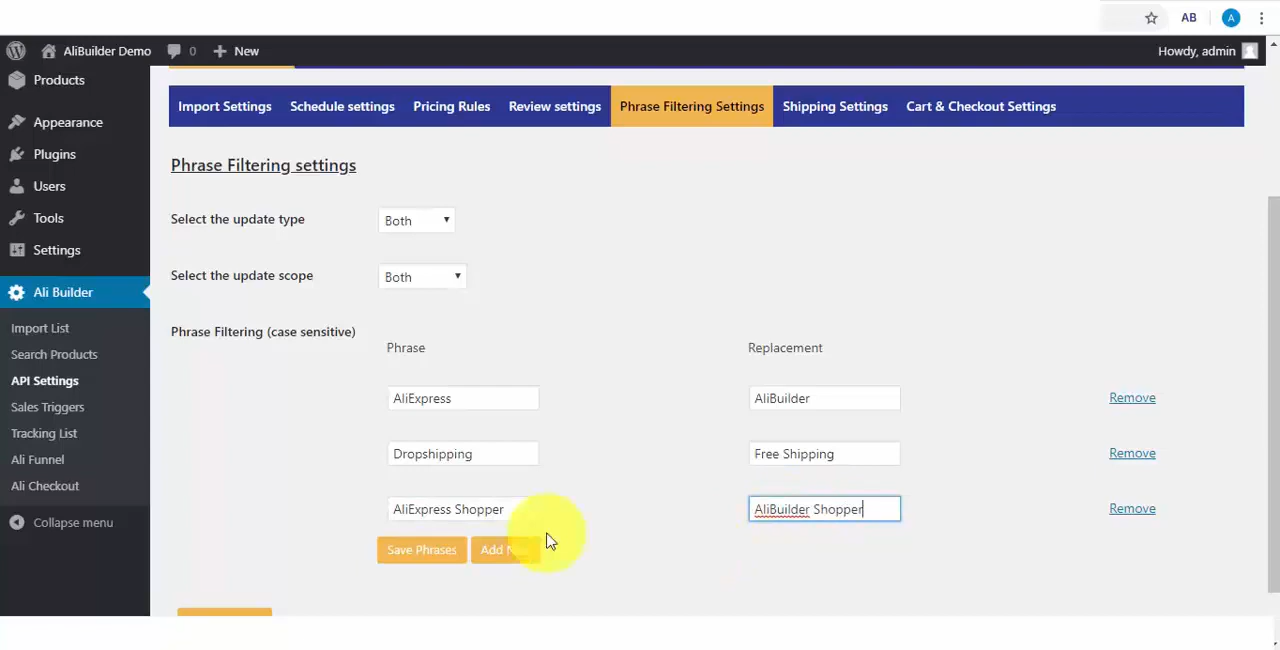 AB
A
AliBuilder Demo
0
New
Howdy, admin
Products
Appearance
Plugins
Users
Tools
Settings
Ali Builder
Import List
Search Products
API Settings
Sales Triggers
Tracking List
Ali Funnel
Ali Checkout
Collapse menu
Import Settings
Schedule settings
Pricing Rules
Review settings
Phrase Filtering Settings
Shipping Settings
Cart & Checkout Settings
Phrase Filtering settings
Select the update type
Both
Select the update scope
Both
Phrase Filtering (case sensitive)
Phrase
Replacement
AliExpress
AliBuilder
Remove
Dropshipping
Free Shipping
Remove
AliExpress Shopper
AliBuilder Shopper
Remove
Save Phrases
Add